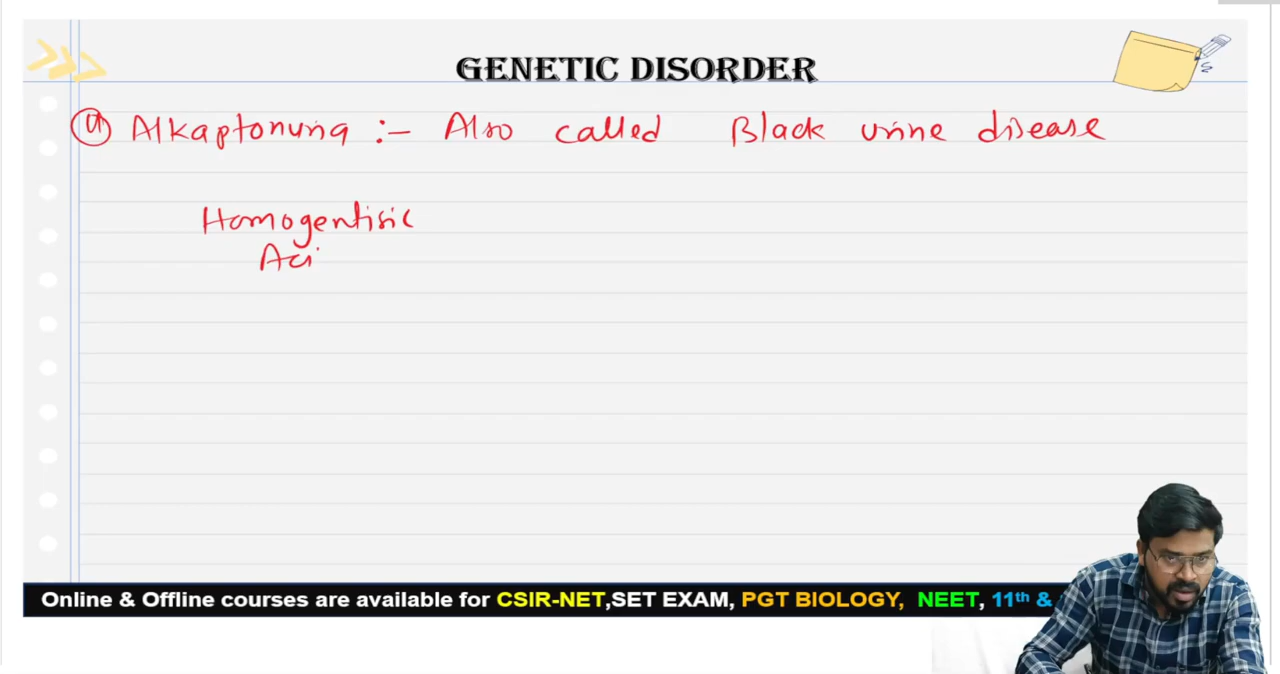 GENETIC DISORDER
Alkaptonuria :- Also called Black urine disease
Homogentisic
Aci
Online & Offline courses are available for CSIR-NET,SET EXAM, PGT BIOLOGY, NEET, 11th &